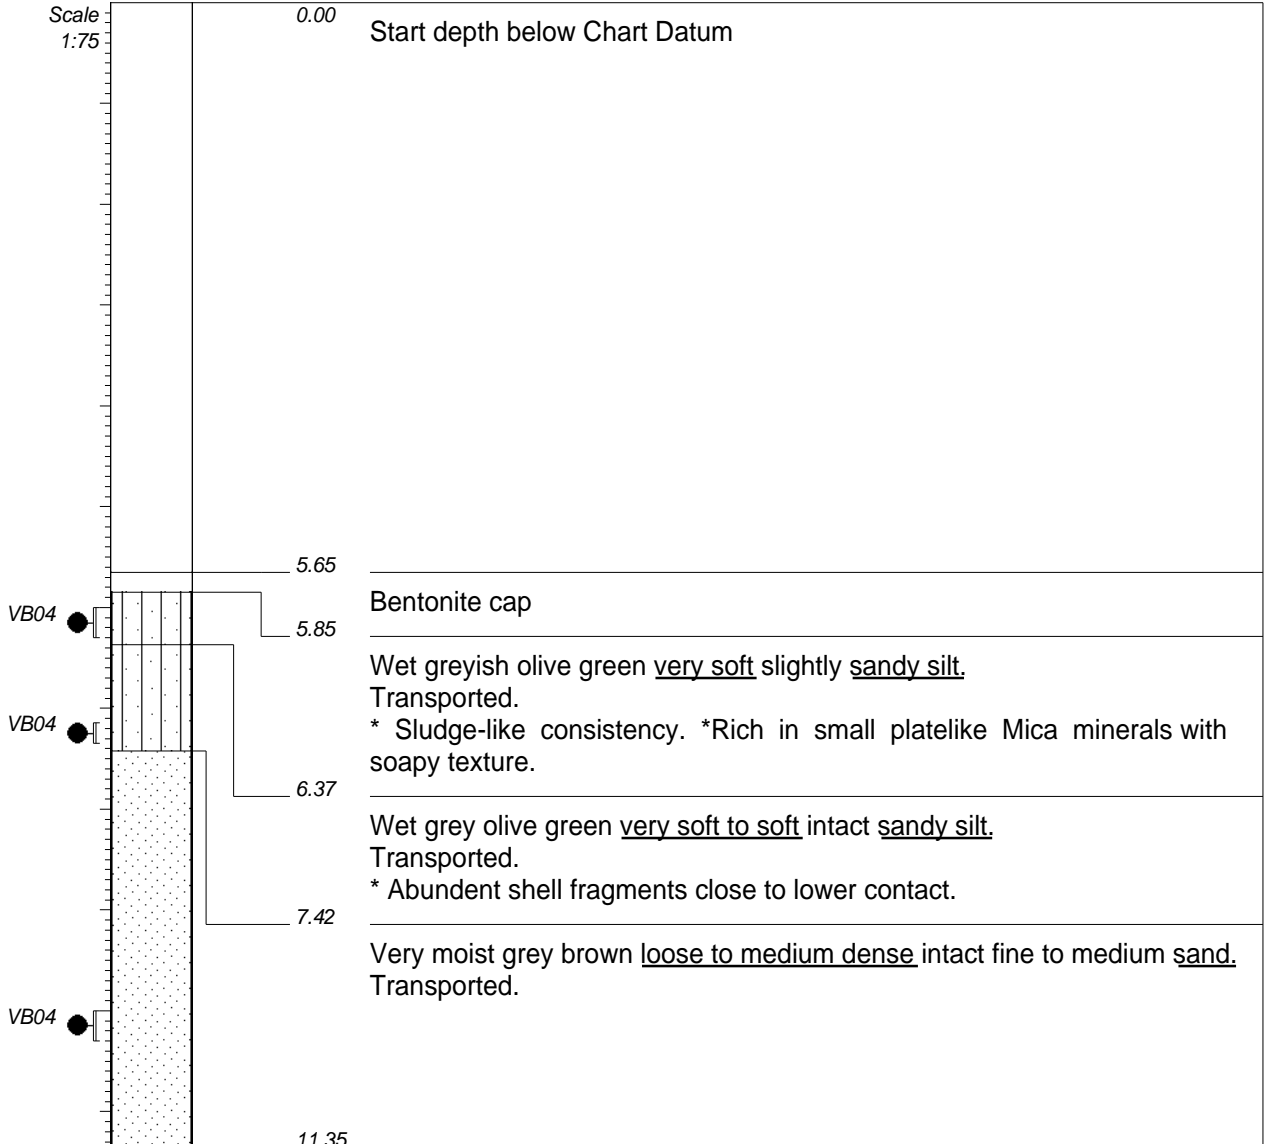 Scale
1:75
0.00
Start depth below Chart Datum
5.65
Bentonite cap
VB04
5.85
Wet greyish olive green very soft slightly sandy silt.
Transported.
* Sludge-like consistency. *Rich in small platelike Mica minerals with
soapy texture.
VB04
6.37
Wet grey olive green very soft to soft intact sandy silt.
Transported.
* Abundent shell fragments close to lower contact.
7.42
Very moist grey brown loose to medium dense intact fine to medium sand.
Transported.
VB04
11.35